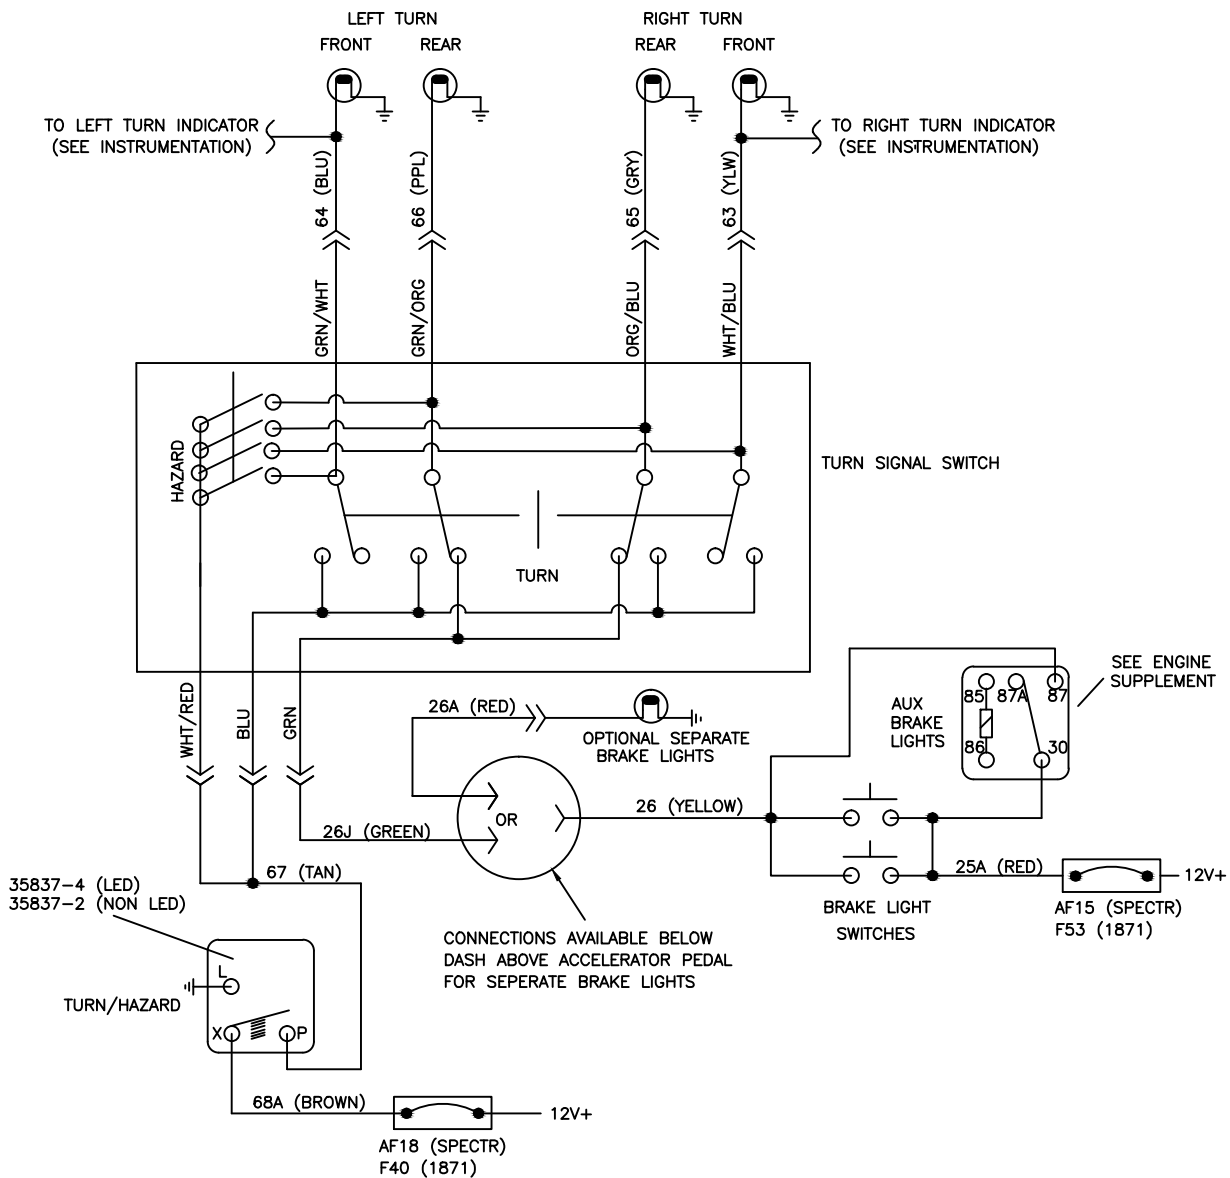 LEFT TURN
RIGHT TURN
FRONT
REAR
REAR
FRONT
TO LEFT TURN INDICATOR
(SEE INSTRUMENTATION)
TO RIGHT TURN INDICATOR
(SEE INSTRUMENTATION)
64 (BLU)
66 (PPL)
65 (GRY)
63 (YLW)
GRN/WHT
GRN/ORG
ORG/BLU
WHT/BLU
HAZARD
TURN SIGNAL SWITCH
TURN
WHT/RED
BLU
GRN
26A (RED)
OPTIONAL SEPARATE
BRAKE LIGHTS
SEE ENGINE
SUPPLEMENT
AUX
BRAKE
LIGHTS
85
87A
87
86
30
OR
26 (YELLOW)
26J (GREEN)
67 (TAN)
25A (RED)
12V+
BRAKE LIGHT
SWITCHES
AF15 (SPECTR)
F53 (1871)
35837-4 (LED)
35837-2 (NON LED)
CONNECTIONS AVAILABLE BELOW
DASH ABOVE ACCELERATOR PEDAL
FOR SEPERATE BRAKE LIGHTS
L
TURN/HAZARD
X
P
68A (BROWN)
12V+
AF18 (SPECTR)
F40 (1871)